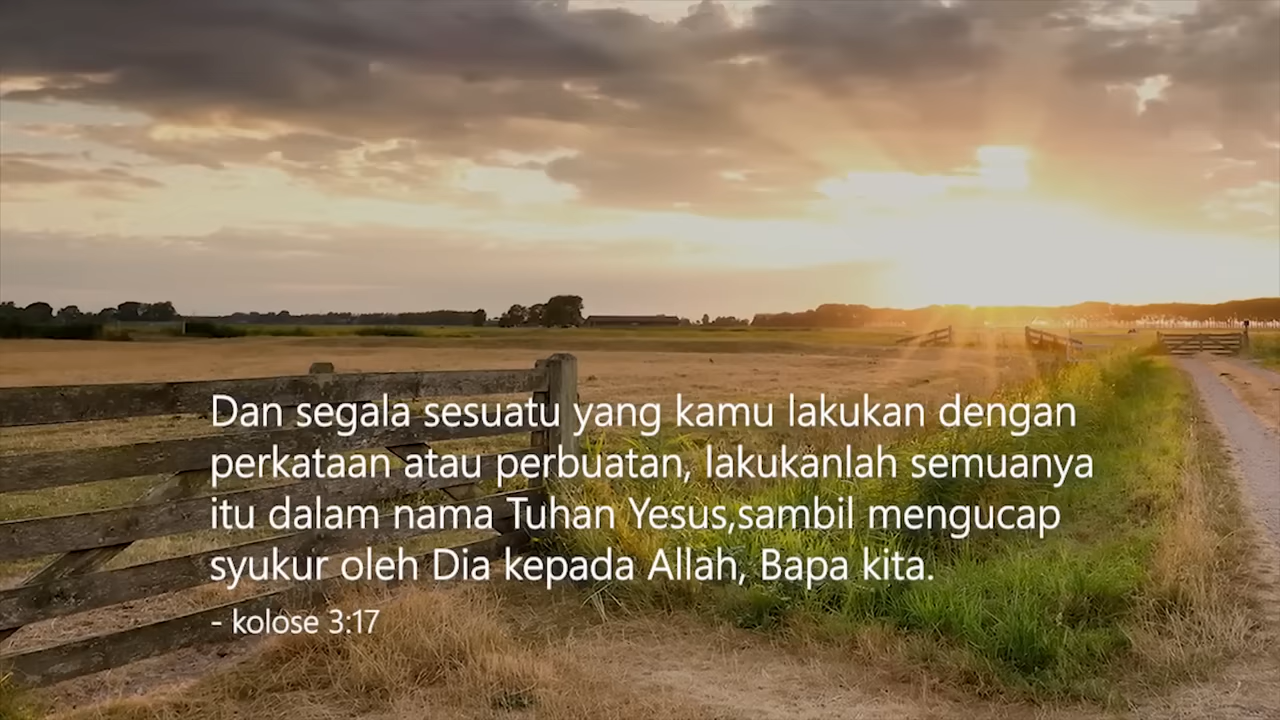 Dan segala sesuatu yang kamu lakukan dengan
perkataan atau perbuatan, lakukanlah semuanya
itu dalam nama Tuhan Yesus,sambil mengucap
syukur oleh Dia kepada Allah, Bapa kita.
- kolose 3:17